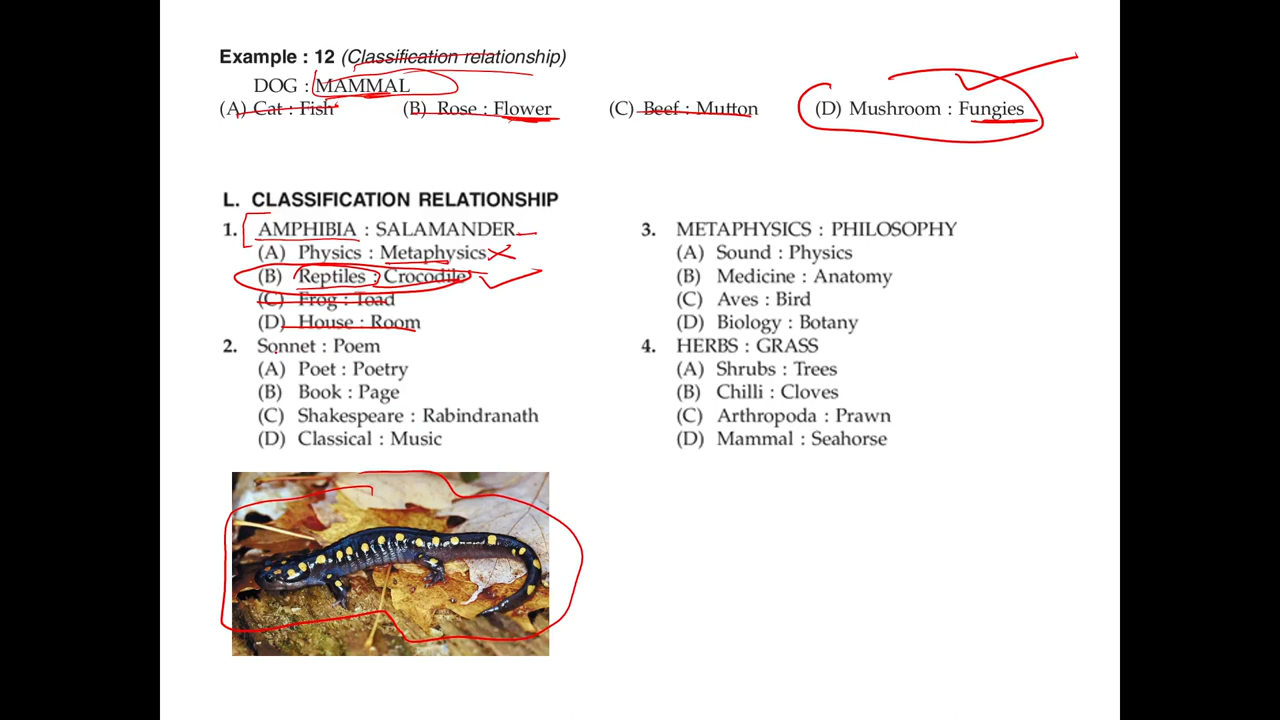 Example : 12 (Classification relationship)
DOG : MAMMAL
(A) Cat : Fish (B) Rose : Flower (C) Beef : Mutton (D) Mushroom : Fungies
L. CLASSIFICATION RELATIONSHIP
1. AMPHIBIA : SALAMANDER
(A) Physics : Metaphysics
(B) Reptiles : Crocodile
(C) Frog : Toad
(D) House : Room
2. Sonnet : Poem
(A) Poet : Poetry
(B) Book : Page
(C) Shakespeare : Rabindranath
(D) Classical : Music
3. METAPHYSICS : PHILOSOPHY
(A) Sound : Physics
(B) Medicine : Anatomy
(C) Aves : Bird
(D) Biology : Botany
4. HERBS : GRASS
(A) Shrubs : Trees
(B) Chilli : Cloves
(C) Arthropoda : Prawn
(D) Mammal : Seahorse